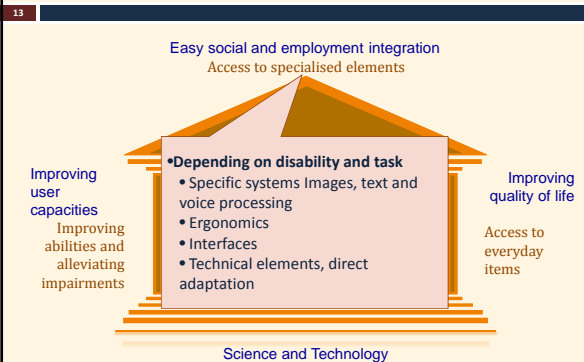 13
Easy social and employment integration
Access to specialised elements
•Depending on disability and task
• Specific systems Images, text and
voice processing
• Ergonomics
• Interfaces
• Technical elements, direct
adaptation
Improving
user
capacities
Improving
abilities and
alleviating
impairments
Improving
quality of life
Access to
everyday
items
Science and Technology